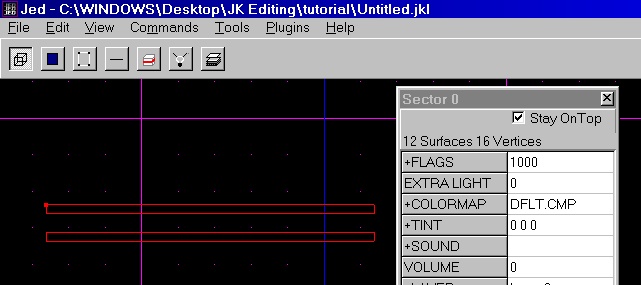 Jed - C:\WINDOWS\Desktop\JK Editing\tutorial\Untitled.jkl
File Edit View Commands Tools Plugins Help
Sector 0
Stay OnTop
12 Surfaces 16 Vertices
+FLAGS 1000
EXTRA LIGHT 0
+COLORMAP DFLT.CMP
+TINT 0 0 0
+SOUND
VOLUME 0